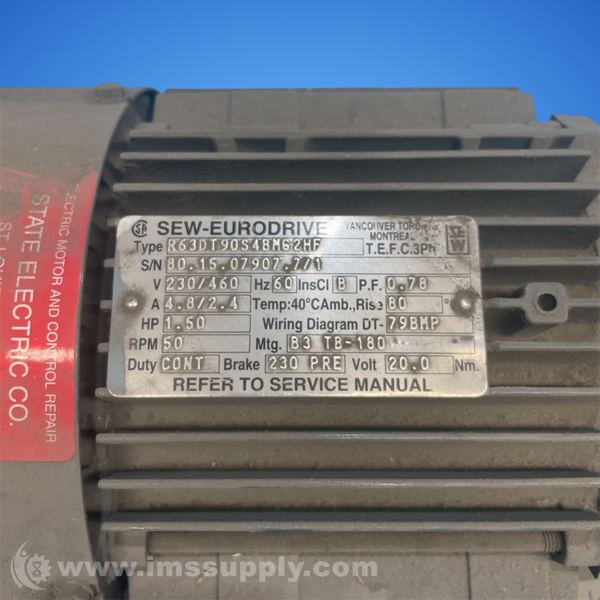 SEW-EURODRIVE VANCOUVER TORONTO
MONTREAL
Type R63DT90S4BMG2HF T.E.F.C.3Ph
S/N 80.15.07907.7/1
V 230/460 Hz 60 InsCl B P.F. 0.78
A 4.8/2.4 Temp:40°CAmb.,Rise 80 °
HP 1.50 Wiring Diagram DT-79BMP
RPM 50 Mtg. B3 TB-180
Duty CONT Brake 230 PRE Volt 20.0 Nm.
REFER TO SERVICE MANUAL
ELECTRIC MOTOR AND CONTROL REPAIR
STATE ELECTRIC CO.
ST. LOUIS
www.imssupply.com